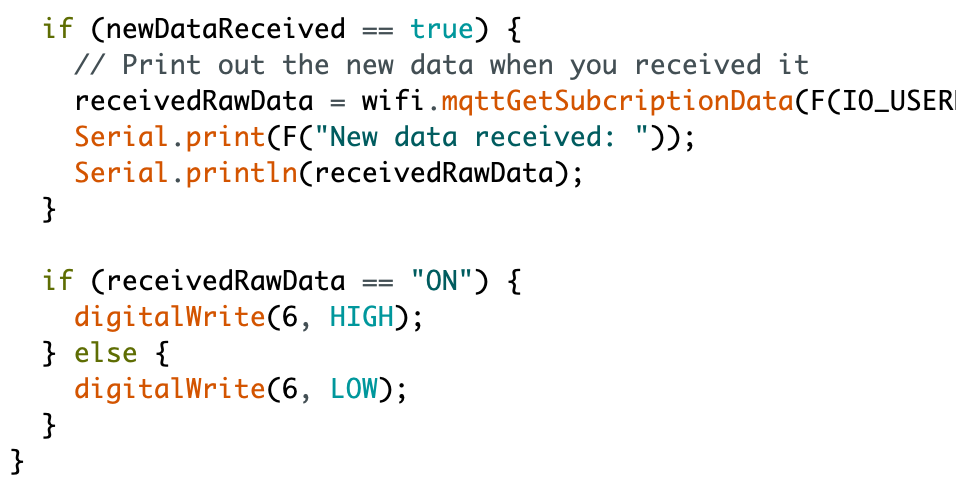 if (newDataReceived == true) {
// Print out the new data when you received it
receivedRawData = wifi.mqttGetSubcriptionData(F(IO_USER
Serial.print(F("New data received: "));
Serial.println(receivedRawData);
}
if (receivedRawData == "ON") {
digitalWrite(6, HIGH);
} else {
digitalWrite(6, LOW);
}
}